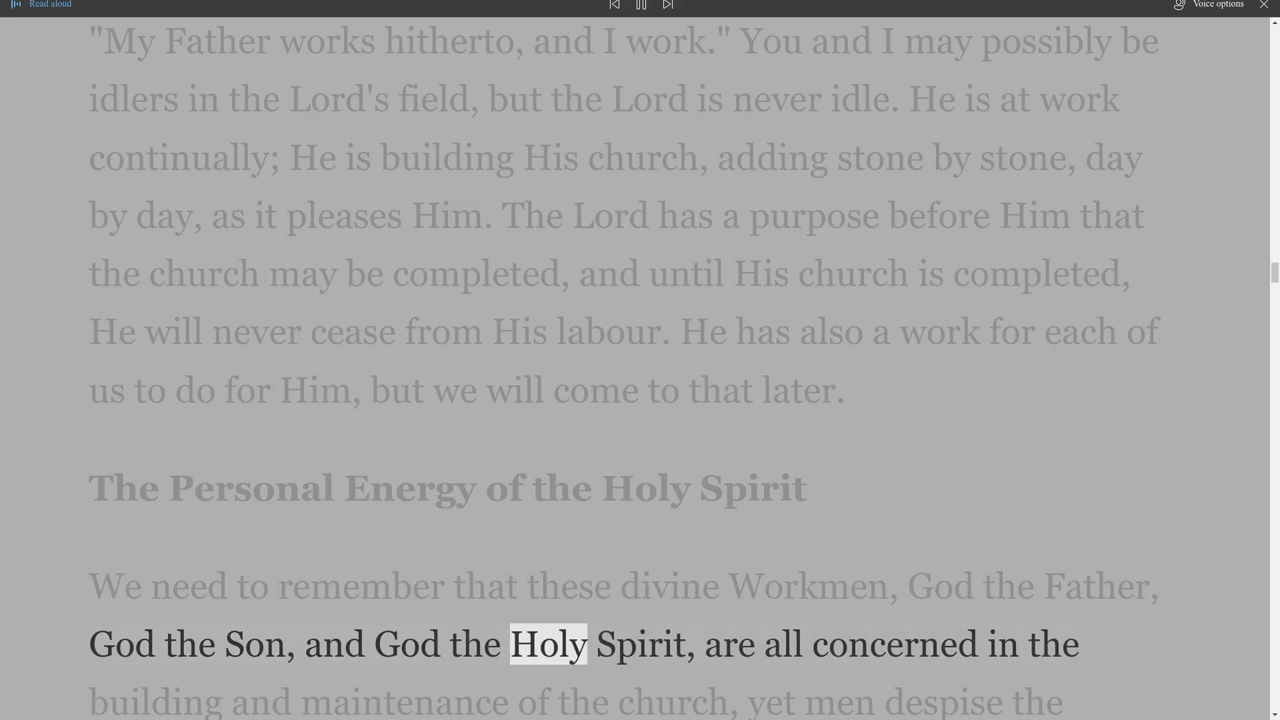 Read aloud
Voice options
"My Father works hitherto, and I work." You and I may possibly be
idlers in the Lord's field, but the Lord is never idle. He is at work
continually; He is building His church, adding stone by stone, day
by day, as it pleases Him. The Lord has a purpose before Him that
the church may be completed, and until His church is completed,
He will never cease from His labour. He has also a work for each of
us to do for Him, but we will come to that later.
The Personal Energy of the Holy Spirit
We need to remember that these divine Workmen, God the Father,
God the Son, and God the Holy Spirit, are all concerned in the
building and maintenance of the church, yet men despise the